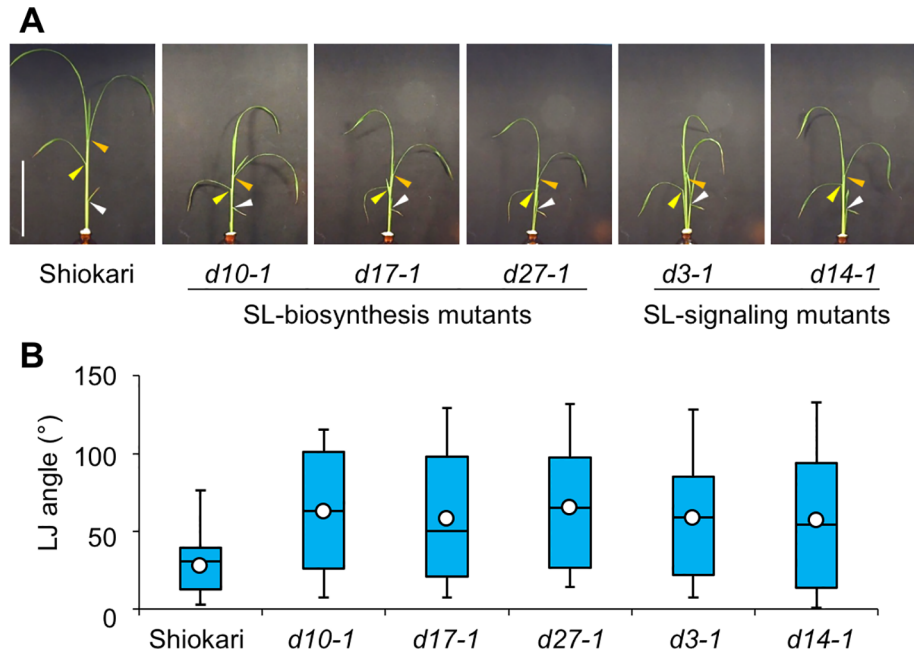 A
Shiokari d10-1 d17-1 d27-1 d3-1 d14-1
SL-biosynthesis mutants SL-signaling mutants
B
150
100
50
0
LJ angle (°)
Shiokari d10-1 d17-1 d27-1 d3-1 d14-1